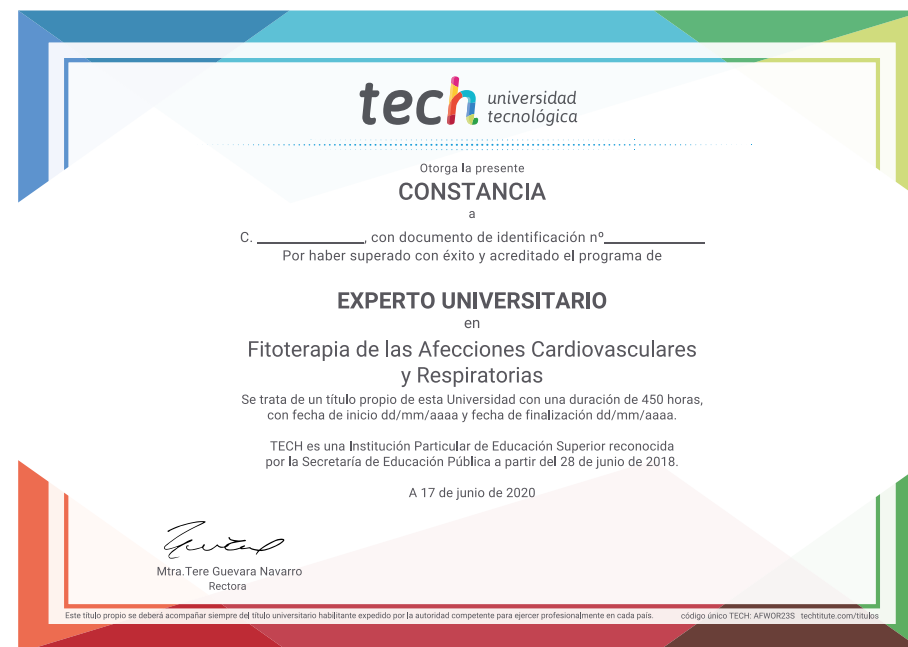 tech universidad
tecnológica
Otorga la presente
CONSTANCIA
a
C. ____________, con documento de identificación nº____________
Por haber superado con éxito y acreditado el programa de
EXPERTO UNIVERSITARIO
en
Fitoterapia de las Afecciones Cardiovasculares
y Respiratorias
Se trata de un título propio de esta Universidad con una duración de 450 horas,
con fecha de inicio dd/mm/aaaa y fecha de finalización dd/mm/aaaa.
TECH es una Institución Particular de Educación Superior reconocida
por la Secretaría de Educación Pública a partir del 28 de junio de 2018.
A 17 de junio de 2020
Mtra.Tere Guevara Navarro
Rectora
Este título propio se deberá acompañar siempre del título universitario habilitante expedido por la autoridad competente para ejercer profesionalmente en cada país. código único TECH: AFWOR23S techtitute.com/titulos